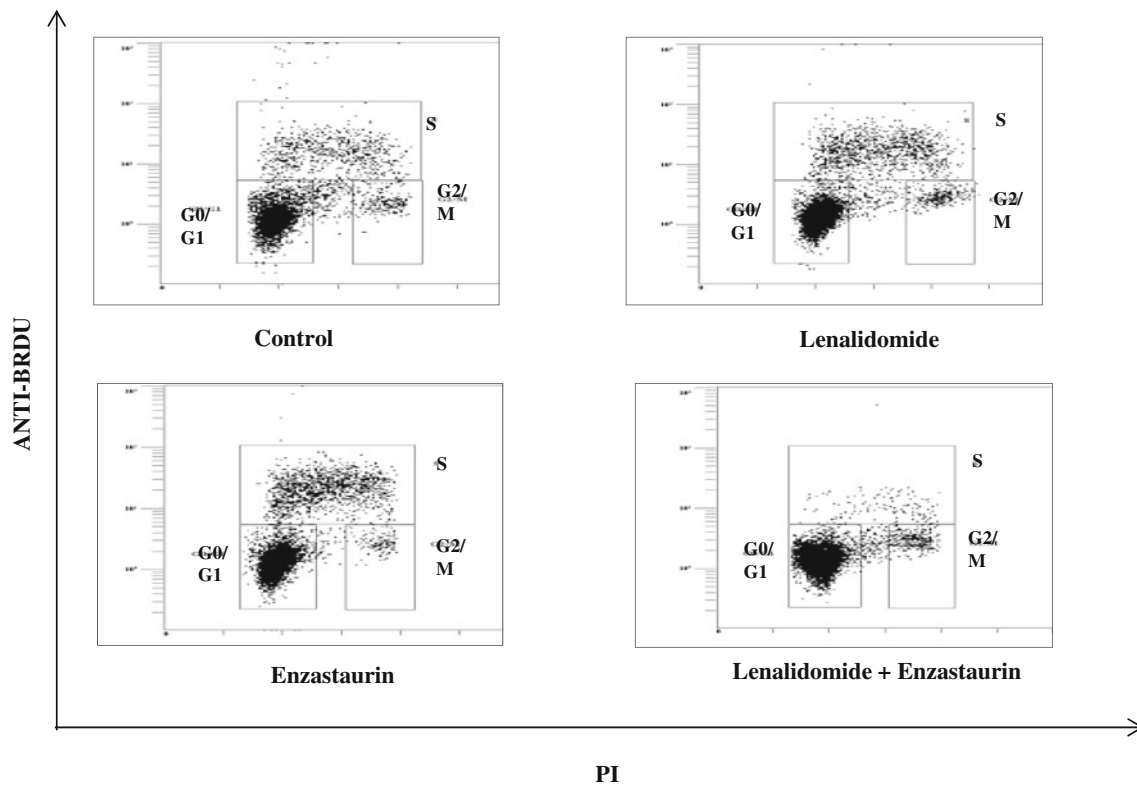 S
G0/
G1
G2/
M
Control
S
G0/
G1
G2/
M
Lenalidomide
ANTI-BRDU
S
G0/
G1
G2/
M
Enzastaurin
S
G0/
G1
G2/
M
Lenalidomide + Enzastaurin
PI